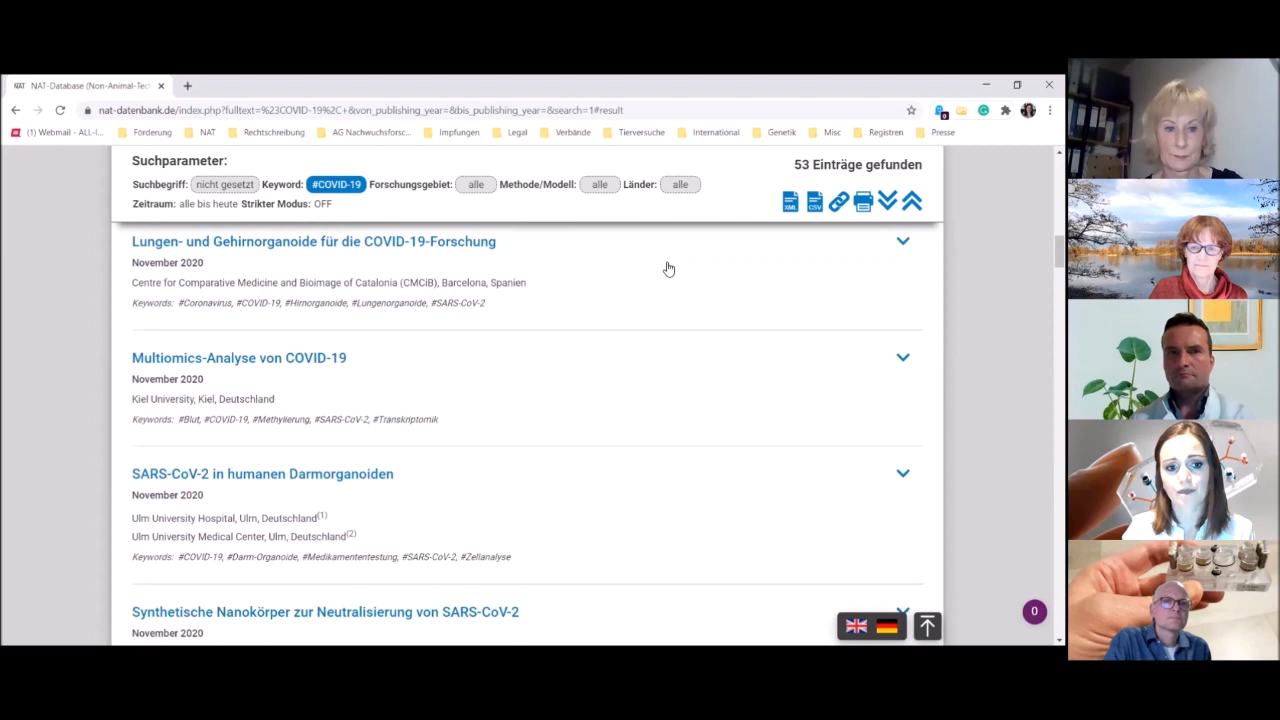 NAT NAT-Database (Non-Animal-Tec
nat-datenbank.de/index.php?fulltext=%23COVID-19%2C+&von_publishing_year=&bis_publishing_year=&search=1#result
0
(1) Webmail - ALL-I... Förderung NAT Rechtschreibung AG Nachwuchsforsc... Impfungen Legal Verbände Tierversuche International Genetik Misc Registren Presse
Suchparameter:
53 Einträge gefunden
Suchbegriff: nicht gesetzt Keyword: #COVID-19 Forschungsgebiet: alle Methode/Modell: alle Länder: alle
Zeitraum: alle bis heute Strikter Modus: OFF
XML CSV
Lungen- und Gehirnorganoide für die COVID-19-Forschung
November 2020
Centre for Comparative Medicine and Bioimage of Catalonia (CMCiB), Barcelona, Spanien
Keywords: #Coronavirus, #COVID-19, #Hirnorganoide, #Lungenorganoide, #SARS-CoV-2
Multiomics-Analyse von COVID-19
November 2020
Kiel University, Kiel, Deutschland
Keywords: #Blut, #COVID-19, #Methylierung, #SARS-CoV-2, #Transkriptomik
SARS-CoV-2 in humanen Darmorganoiden
November 2020
Ulm University Hospital, Ulm, Deutschland(1)
Ulm University Medical Center, Ulm, Deutschland(2)
Keywords: #COVID-19, #Darm-Organoide, #Medikamententestung, #SARS-CoV-2, #Zellanalyse
Synthetische Nanokörper zur Neutralisierung von SARS-CoV-2
November 2020
0